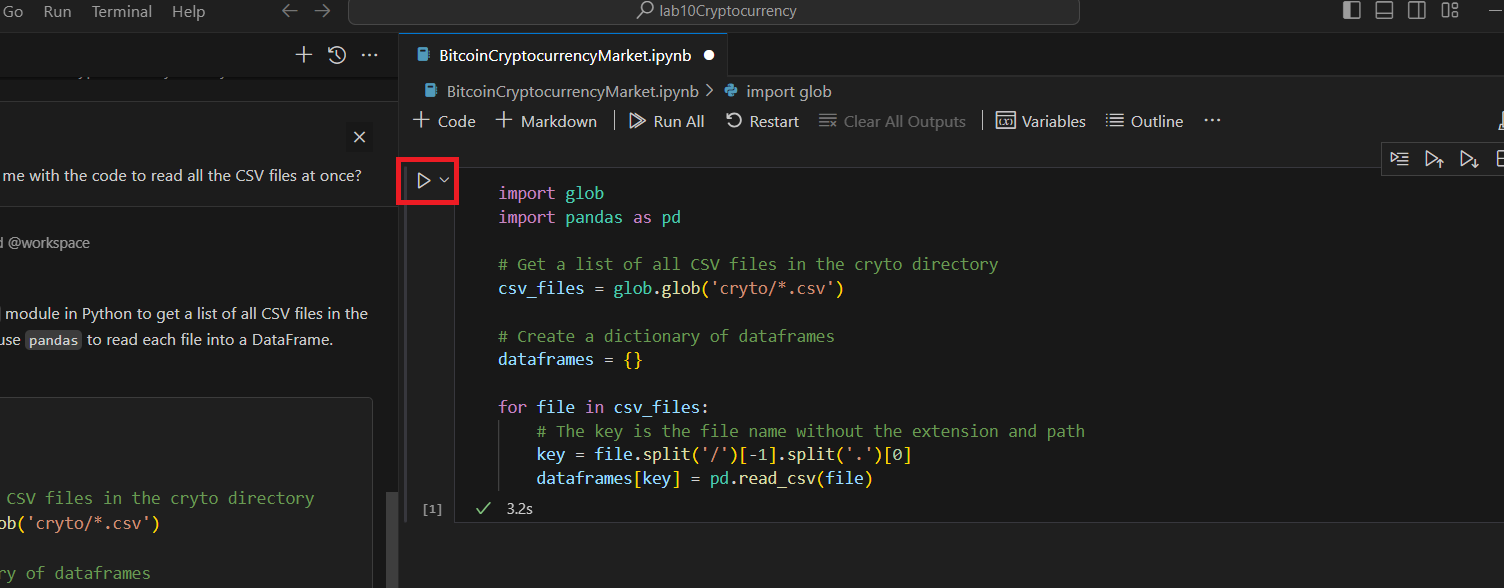 Go Run Terminal Help
lab10Cryptocurrency
BitcoinCryptocurrencyMarket.ipynb
BitcoinCryptocurrencyMarket.ipynb > import glob
Code Markdown Run All Restart Clear All Outputs Variables Outline ...
me with the code to read all the CSV files at once?
@workspace
module in Python to get a list of all CSV files in the
use pandas to read each file into a DataFrame.
CSV files in the cryto directory
ob('cryto/*.csv')
ry of dataframes
import glob
import pandas as pd
# Get a list of all CSV files in the cryto directory
csv_files = glob.glob('cryto/*.csv')
# Create a dictionary of dataframes
dataframes = {}
for file in csv_files:
# The key is the file name without the extension and path
key = file.split('/')[-1].split('.')[0]
dataframes[key] = pd.read_csv(file)
[1] ✓ 3.2s